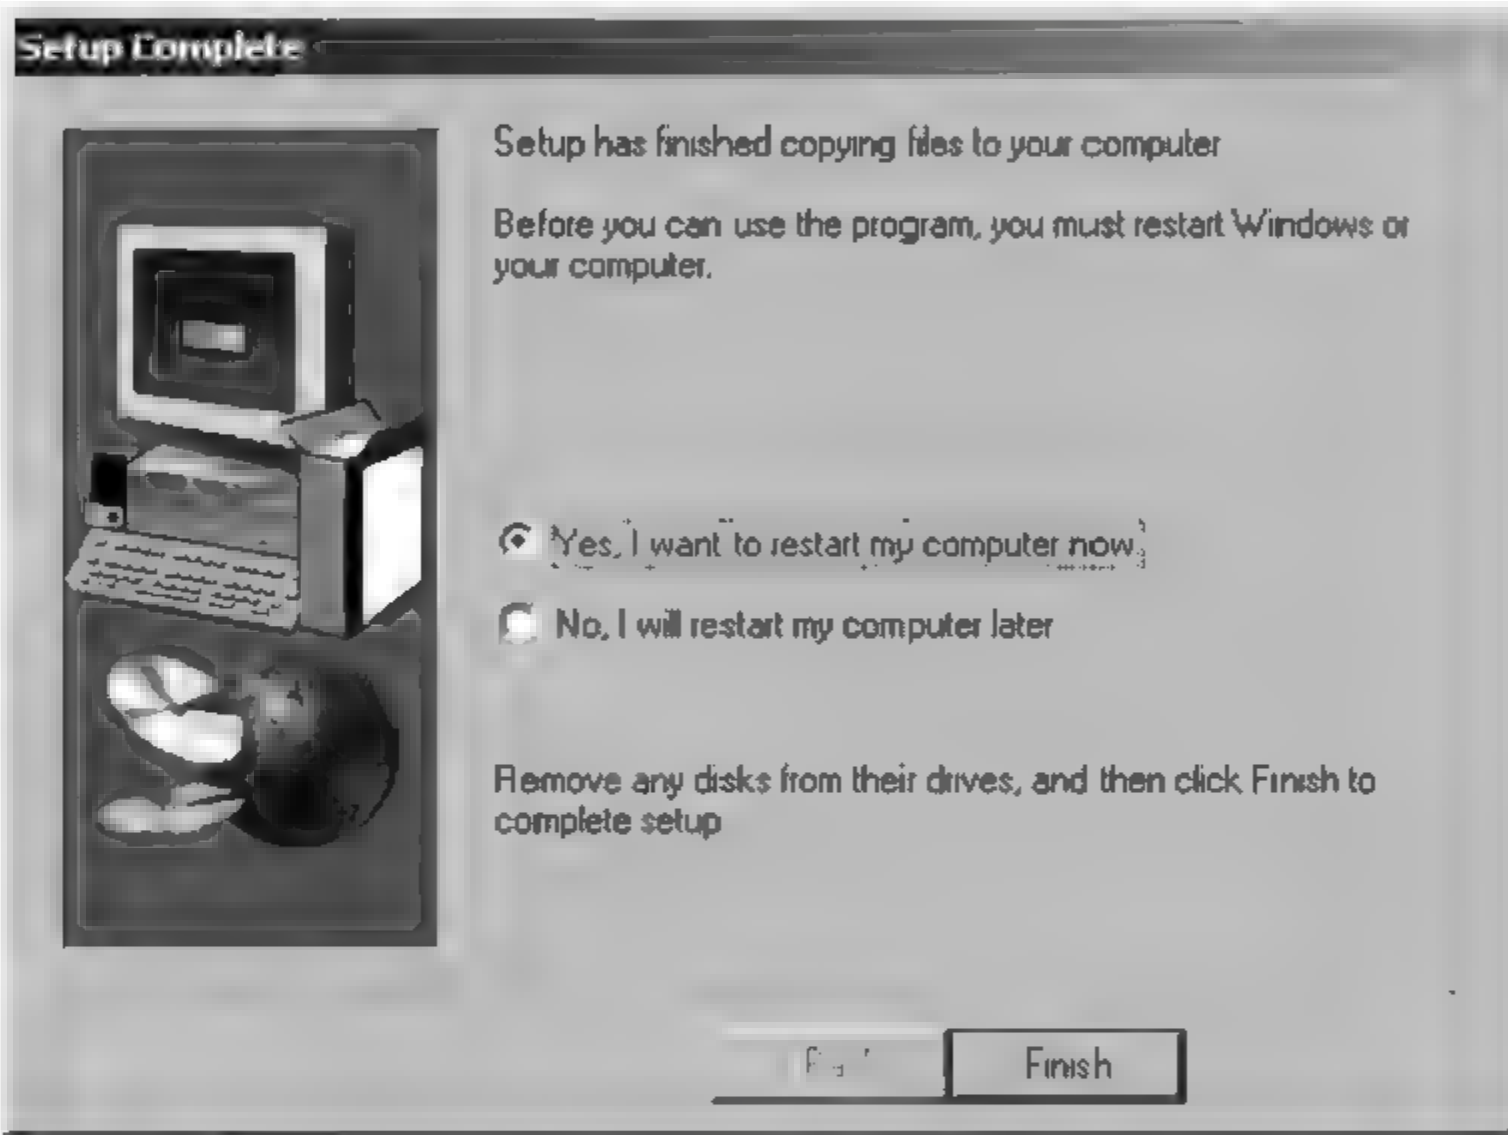 Setup Complete
Setup has finished copying files to your computer
Before you can use the program, you must restart Windows or
your computer.
Yes, I want to restart my computer now.
No, I will restart my computer later
Remove any disks from their drives, and then click Finish to
complete setup
Finish